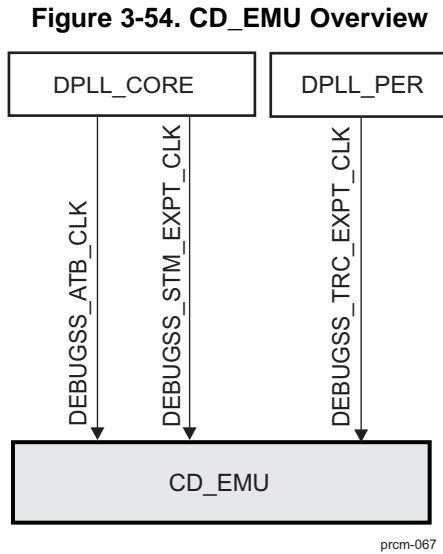 Figure 3-54. CD_EMU Overview
DPLL_CORE
DPLL_PER
DEBUGSS_ATB_CLK
DEBUGSS_STM_EXPT_CLK
DEBUGSS_TRC_EXPT_CLK
CD_EMU
prcm-067